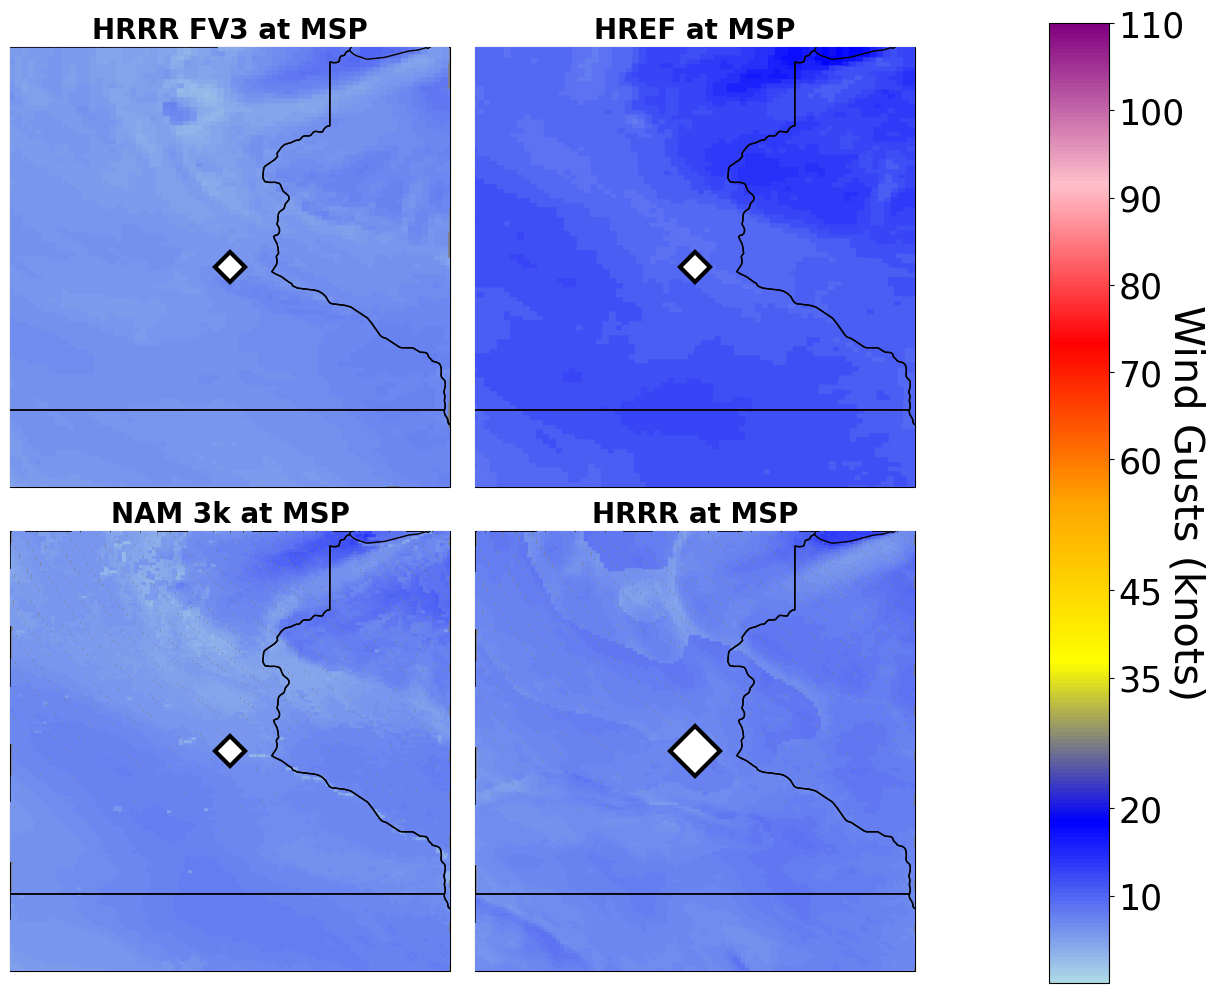 HRRR FV3 at MSP
HREF at MSP
NAM 3k at MSP
HRRR at MSP
110
100
90
80
70
60
45
35
20
10
Wind Gusts (knots)